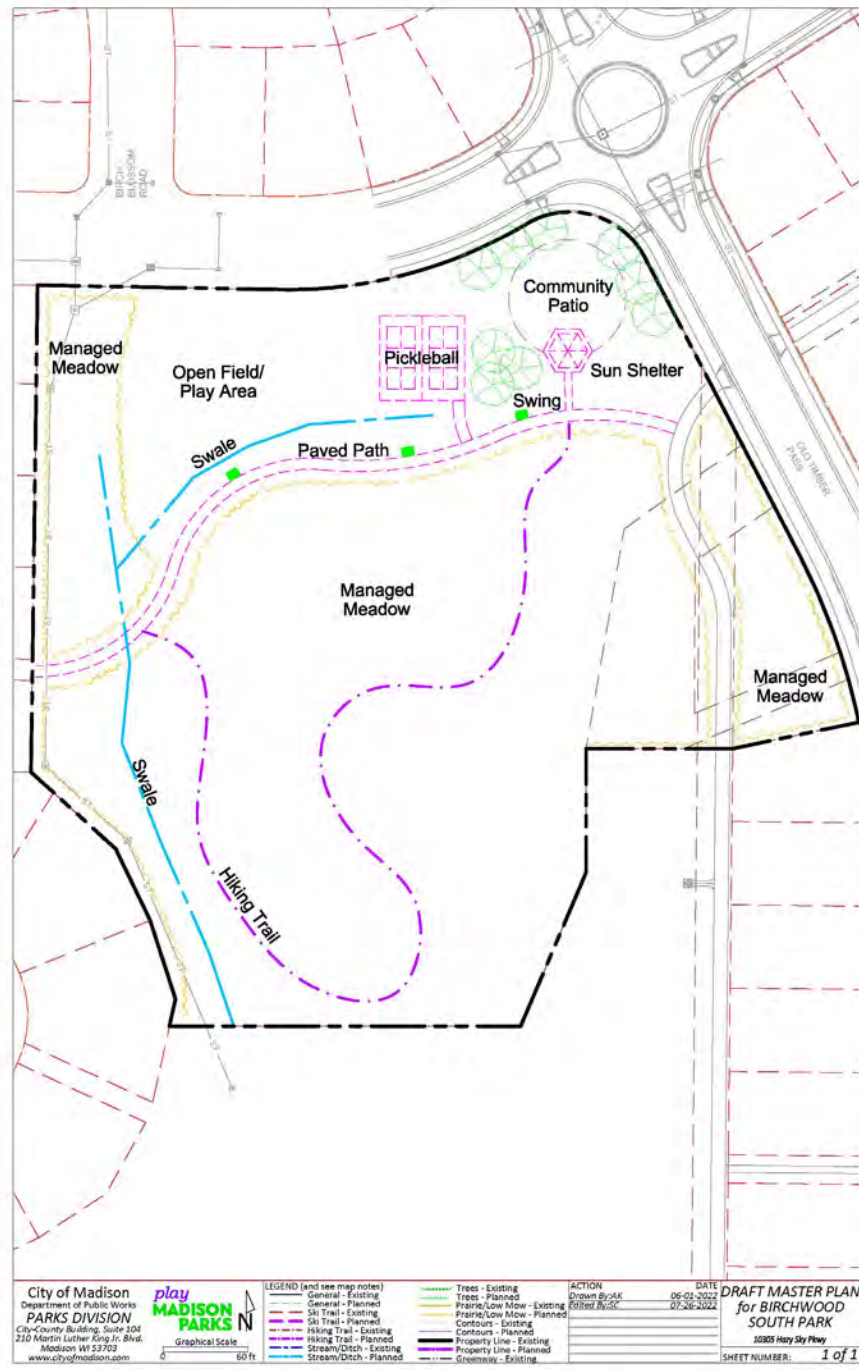 BIRCH
BLOSSOM
ROAD
Community
Patio
Managed
Meadow
Open Field/
Play Area
Pickleball
Sun Shelter
Swing
Swale
Paved Path
OLD TIMBER
PASS
Managed
Meadow
Managed
Meadow
Swale
Hiking Trail
City of Madison
Department of Public Works
PARKS DIVISION
City-County Building, Suite 104
210 Martin Luther King Jr. Blvd.
Madison WI 53703
www.cityofmadison.com
play
MADISON
PARKS
N
Graphical Scale
0 60 ft
LEGEND (and see map notes)
General - Existing
General - Planned
Ski Trail - Existing
Ski Trail - Planned
Hiking Trail - Existing
Hiking Trail - Planned
Stream/Ditch - Existing
Stream/Ditch - Planned
Trees - Existing
Trees - Planned
Prairie/Low Mow - Existing
Prairie/Low Mow - Planned
Contours - Existing
Contours - Planned
Property Line - Existing
Property Line - Planned
Greenway - Existing
ACTION DATE
Drawn By:AK 06-01-2022
Edited By:SC 07-26-2022
DRAFT MASTER PLAN
for BIRCHWOOD
SOUTH PARK
10305 Hazy Sky Pkwy
SHEET NUMBER: 1 of 1